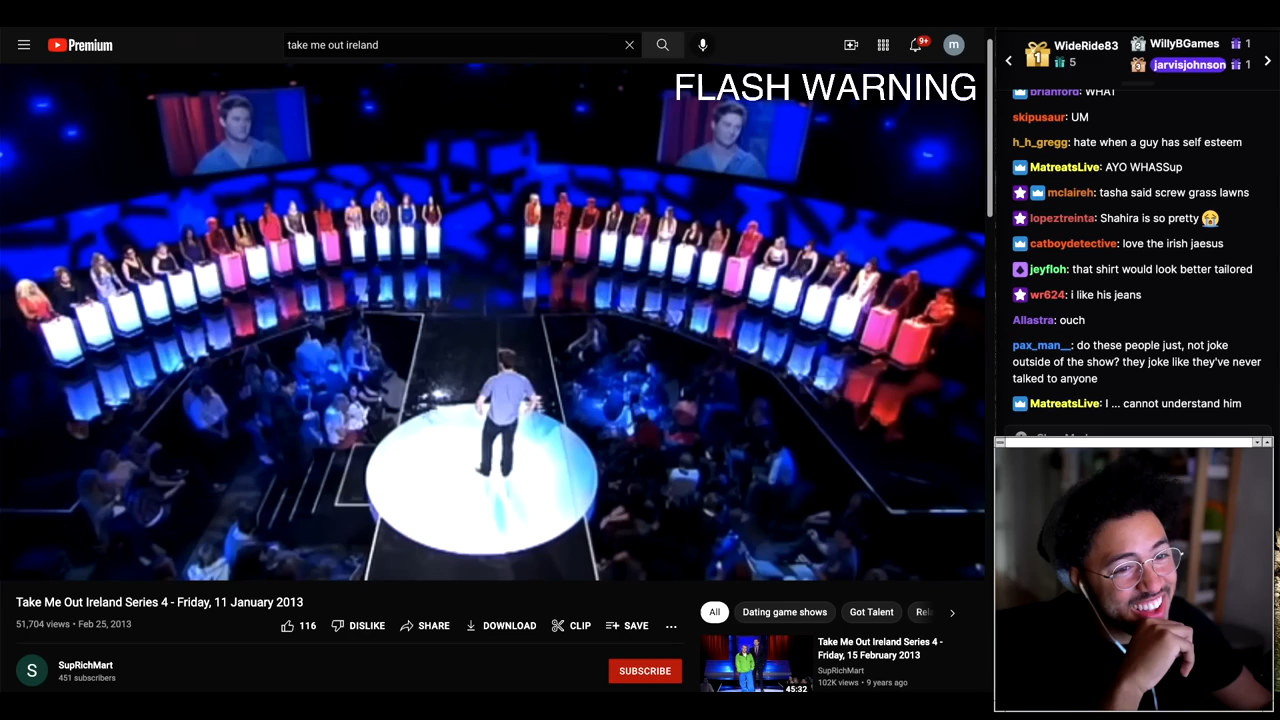 Premium
take me out ireland
9+
m
FLASH WARNING
Take Me Out Ireland Series 4 - Friday, 11 January 2013
51,704 views • Feb 25, 2013
116
DISLIKE
SHARE
DOWNLOAD
CLIP
SAVE
S
SupRichMart
451 subscribers
SUBSCRIBE
All
Dating game shows
Got Talent
Take Me Out Ireland Series 4 -
Friday, 15 February 2013
SupRichMart
102K views • 9 years ago
45:32
1 WideRide83
5
2 WillyBGames 1
3 jarvisjohnson 1
brianford: WHAT
skipusaur: UM
h_h_gregg: hate when a guy has self esteem
MatreatsLive: AYO WHASSup
mclaireh: tasha said screw grass lawns
lopeztreinta: Shahira is so pretty
catboydetective: love the irish jaesus
jeyfloh: that shirt would look better tailored
wr624: i like his jeans
Allastra: ouch
pax_man__: do these people just, not joke
outside of the show? they joke like they've never
talked to anyone
MatreatsLive: I ... cannot understand him